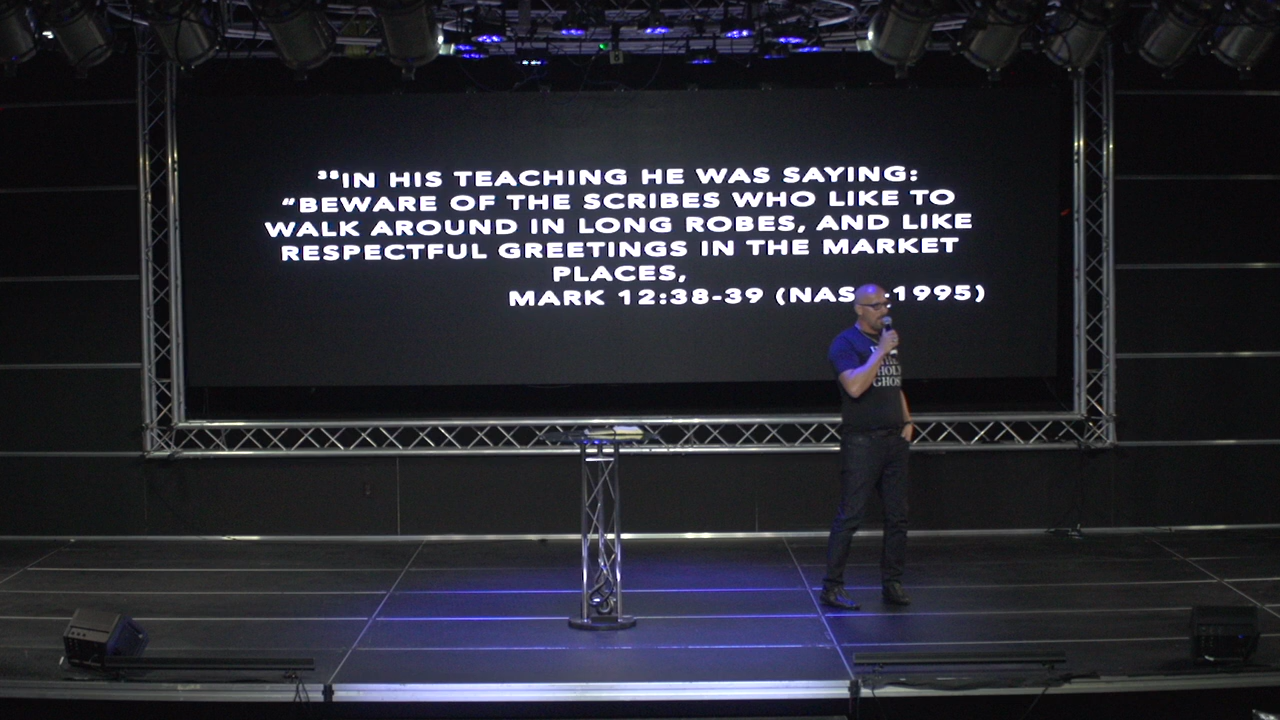 ³⁸IN HIS TEACHING HE WAS SAYING:
“BEWARE OF THE SCRIBES WHO LIKE TO
WALK AROUND IN LONG ROBES, AND LIKE
RESPECTFUL GREETINGS IN THE MARKET
PLACES,
MARK 12:38-39 (NAS -1995)
HOLY
GHOST